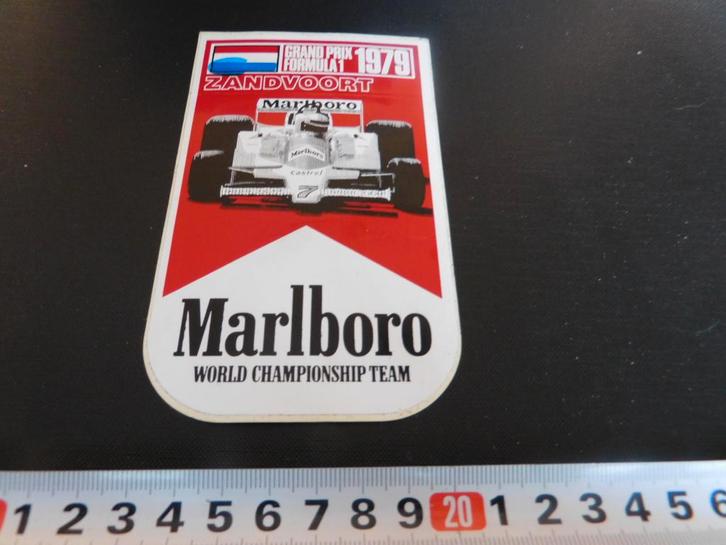 GRAND PRIX
FORMULA 1 1979
ZANDVOORT
Marlboro
Marlboro
Castrol
7
Marlboro
WORLD CHAMPIONSHIP TEAM
1 2 3 4 5 6 7 8 9 20 1 2 3 4 5 6